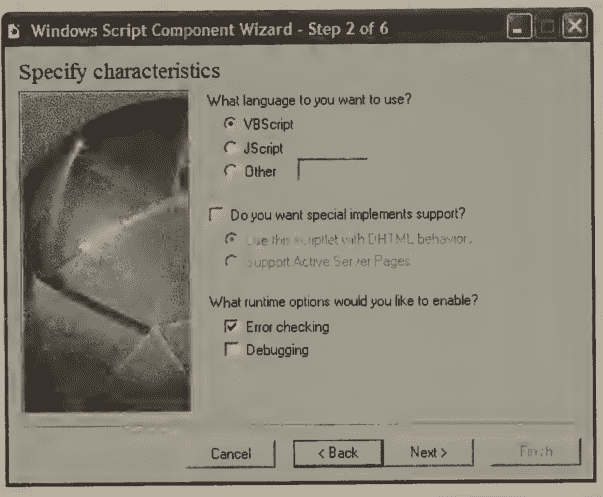 Windows Script Component Wizard - Step 2 of 6
Specify characteristics
What language to you want to use?
VBScript
JScript
Other
Do you want special implements support?
Use this scriptlet with DHTML behavior.
Support Active Server Pages
What runtime options would you like to enable?
Error checking
Debugging
Cancel
< Back
Next >
Finish